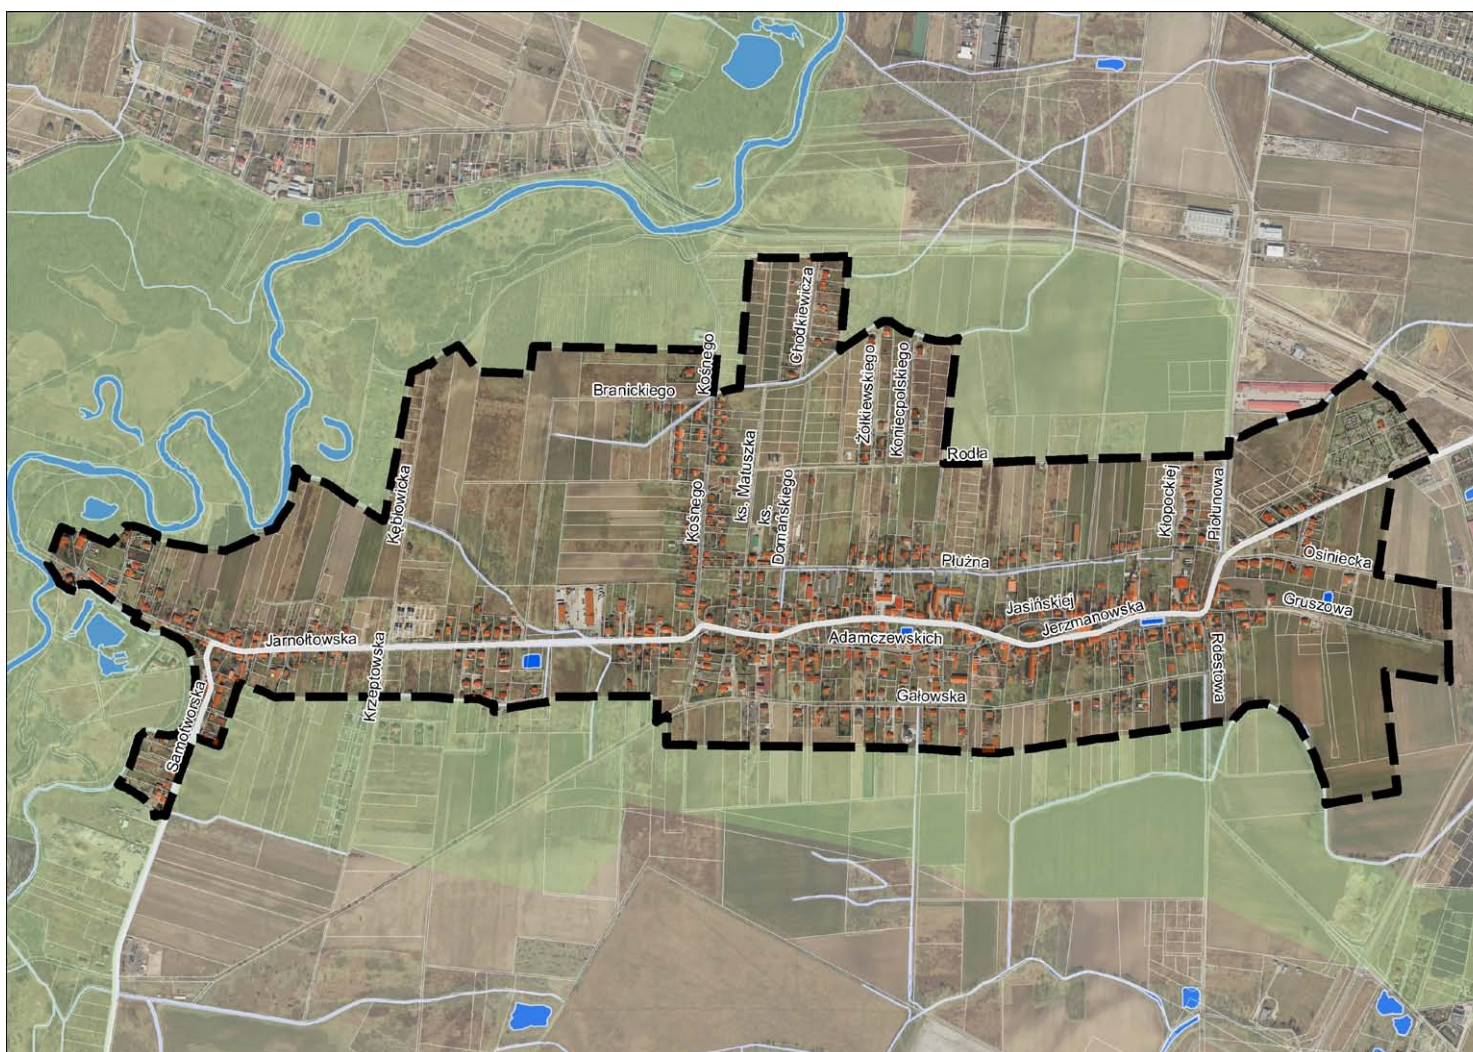 Chodkiewicza
Kośnego
Branickiego
Żółkiewskiego
Koniecpolskiego
Rodła
ks. Matuszka
ks.
Domańskiego
Kębłowicka
Kośnego
Kłopockiej
Piołunowa
Płużna
Osiniecka
Gruszowa
Jasińskiej
Jerzmanowska
Adamczewskich
Jarnołtowska
Krzeptowska
Samotworska
Gałowska
Rdestowa